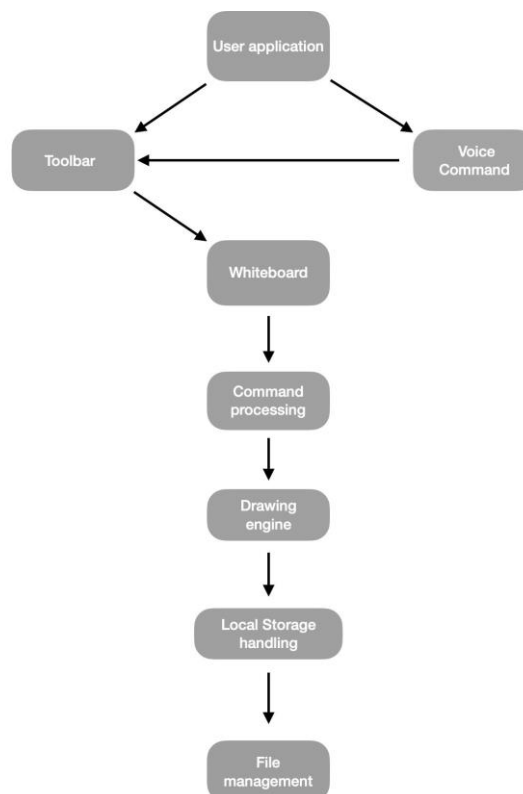 User application
Toolbar
Voice
Command
Whiteboard
Command
processing
Drawing
engine
Local Storage
handling
File
management